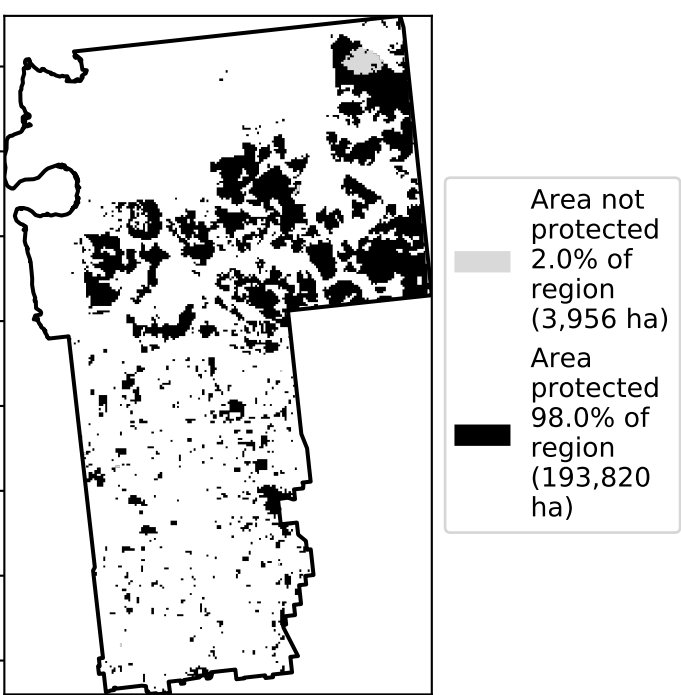 Area not
protected
2.0% of
region
(3,956 ha)
Area
protected
98.0% of
region
(193,820
ha)